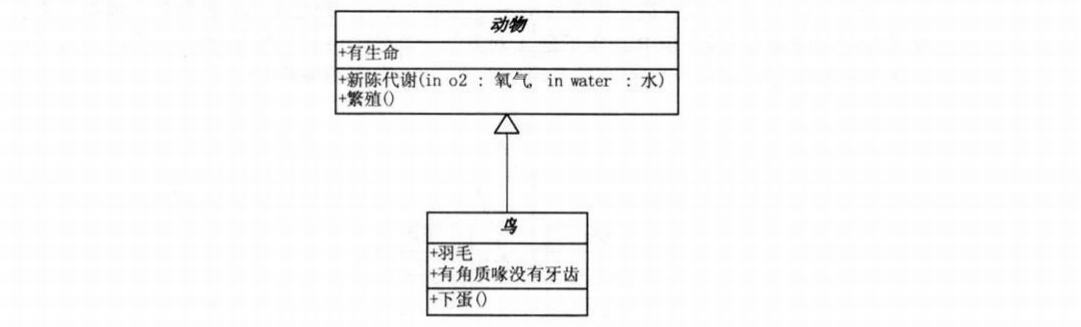 动物
+有生命
+新陈代谢(in o2 : 氧气, in water : 水)
+繁殖()
鸟
+羽毛
+有角质喙没有牙齿
+下蛋()